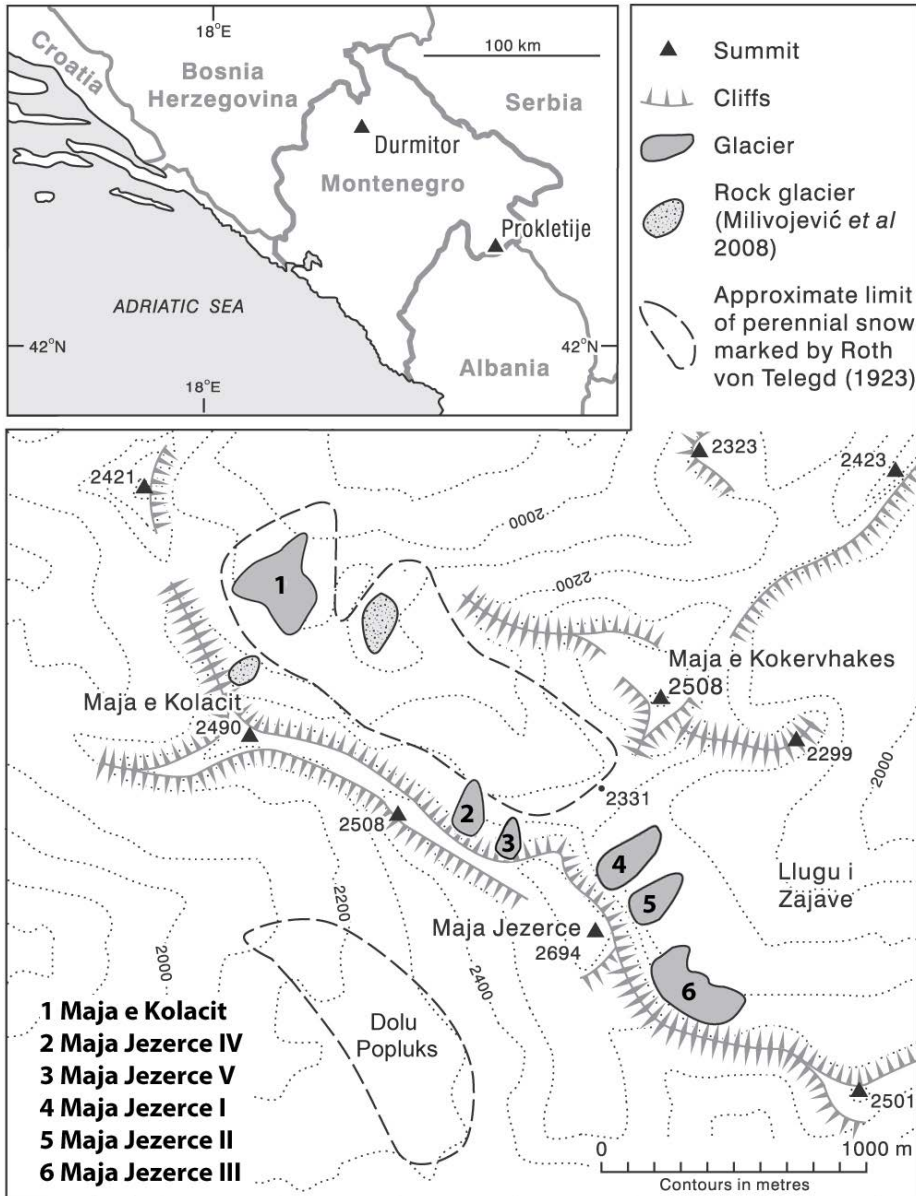 18°E
100 km
Croatia
Bosnia
Herzegovina
Serbia
Durmitor
Montenegro
Prokletije
ADRIATIC SEA
42°N
42°N
Albania
18°E
Summit
Cliffs
Glacier
Rock glacier
(Milivojević et al
2008)
Approximate limit
of perennial snow
marked by Roth
von Telegd (1923)
2421
2323
2423
2000
2200
1
Maja e Kokervhakes
2508
Maja e Kolacit
2490
2299
2000
2331
2
2508
3
4
Llugu i
Zajave
5
2200
Maja Jezerce
2694
2000
2400
6
Dolu
Popluks
1 Maja e Kolacit
2 Maja Jezerce IV
3 Maja Jezerce V
4 Maja Jezerce I
5 Maja Jezerce II
6 Maja Jezerce III
2501
0
1000 m
Contours in metres